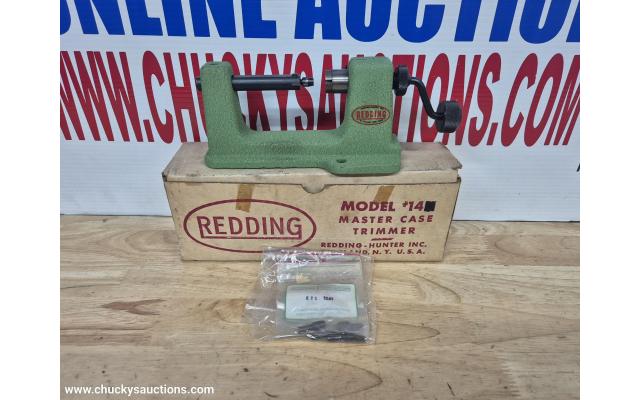 ONLINE AUCTION
WWW.CHUCKYSAUCTIONS.COM
REDDING
REDDING
MODEL #14
MASTER CASE
TRIMMER
REDDING-HUNTER INC.
N.Y. U.S.A.
www.chuckysauctions.com